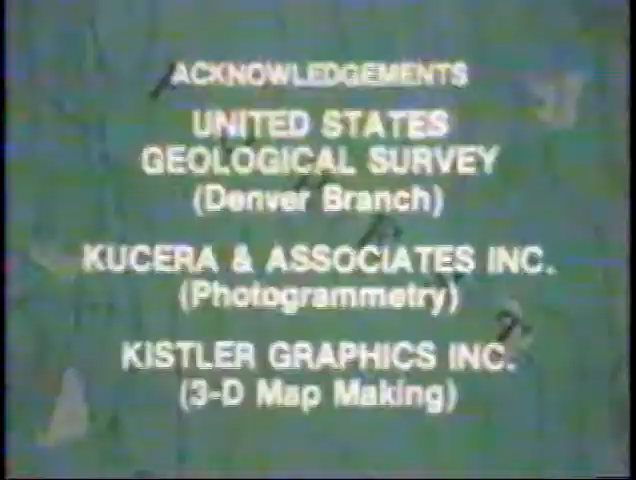 ACKNOWLEDGEMENTS
UNITED STATES
GEOLOGICAL SURVEY
(Denver Branch)
KUCERA & ASSOCIATES INC.
(Photogrammetry)
KISTLER GRAPHICS INC.
(3-D Map Making)